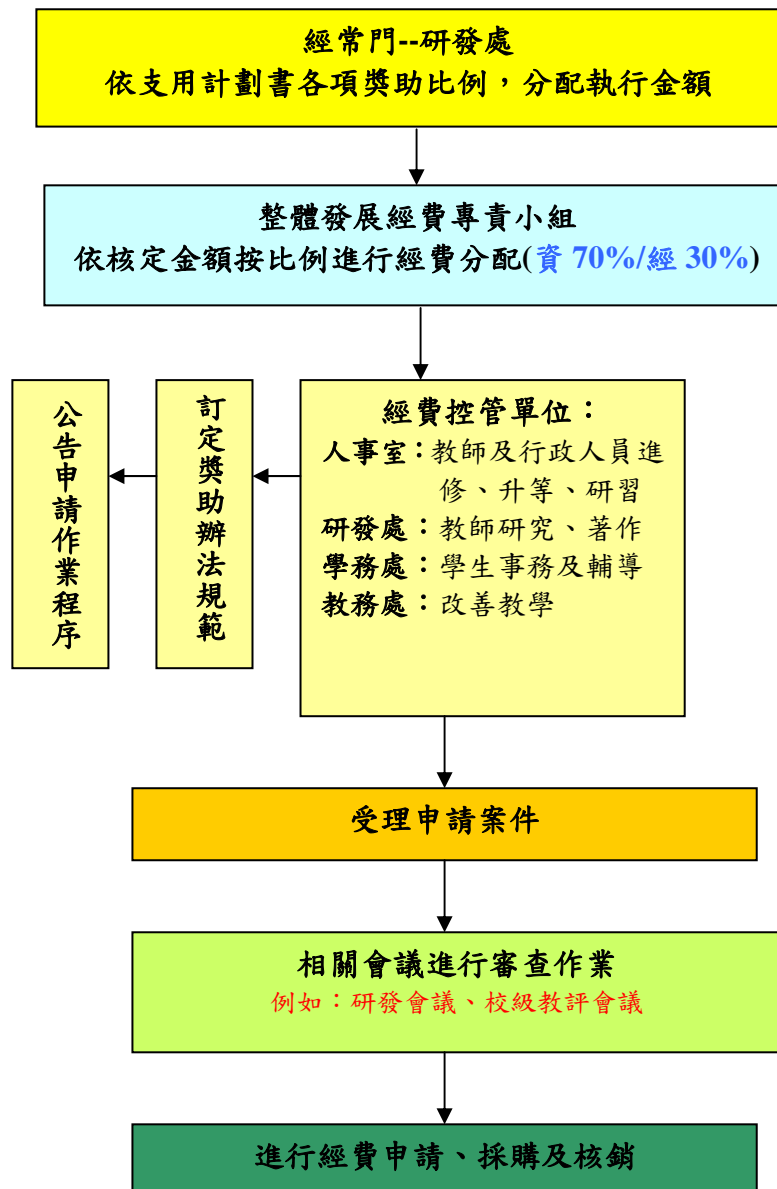 經常門--研發處
依支用計劃書各項獎助比例，分配執行金額
整體發展經費專責小組
依核定金額按比例進行經費分配(資 70%/經 30%)
經費控管單位：
人事室：教師及行政人員進
修、升等、研習
研發處：教師研究、著作
學務處：學生事務及輔導
教務處：改善教學
訂定獎助辦法規範
公告申請作業程序
受理申請案件
相關會議進行審查作業
例如：研發會議、校級教評會議
進行經費申請、採購及核銷